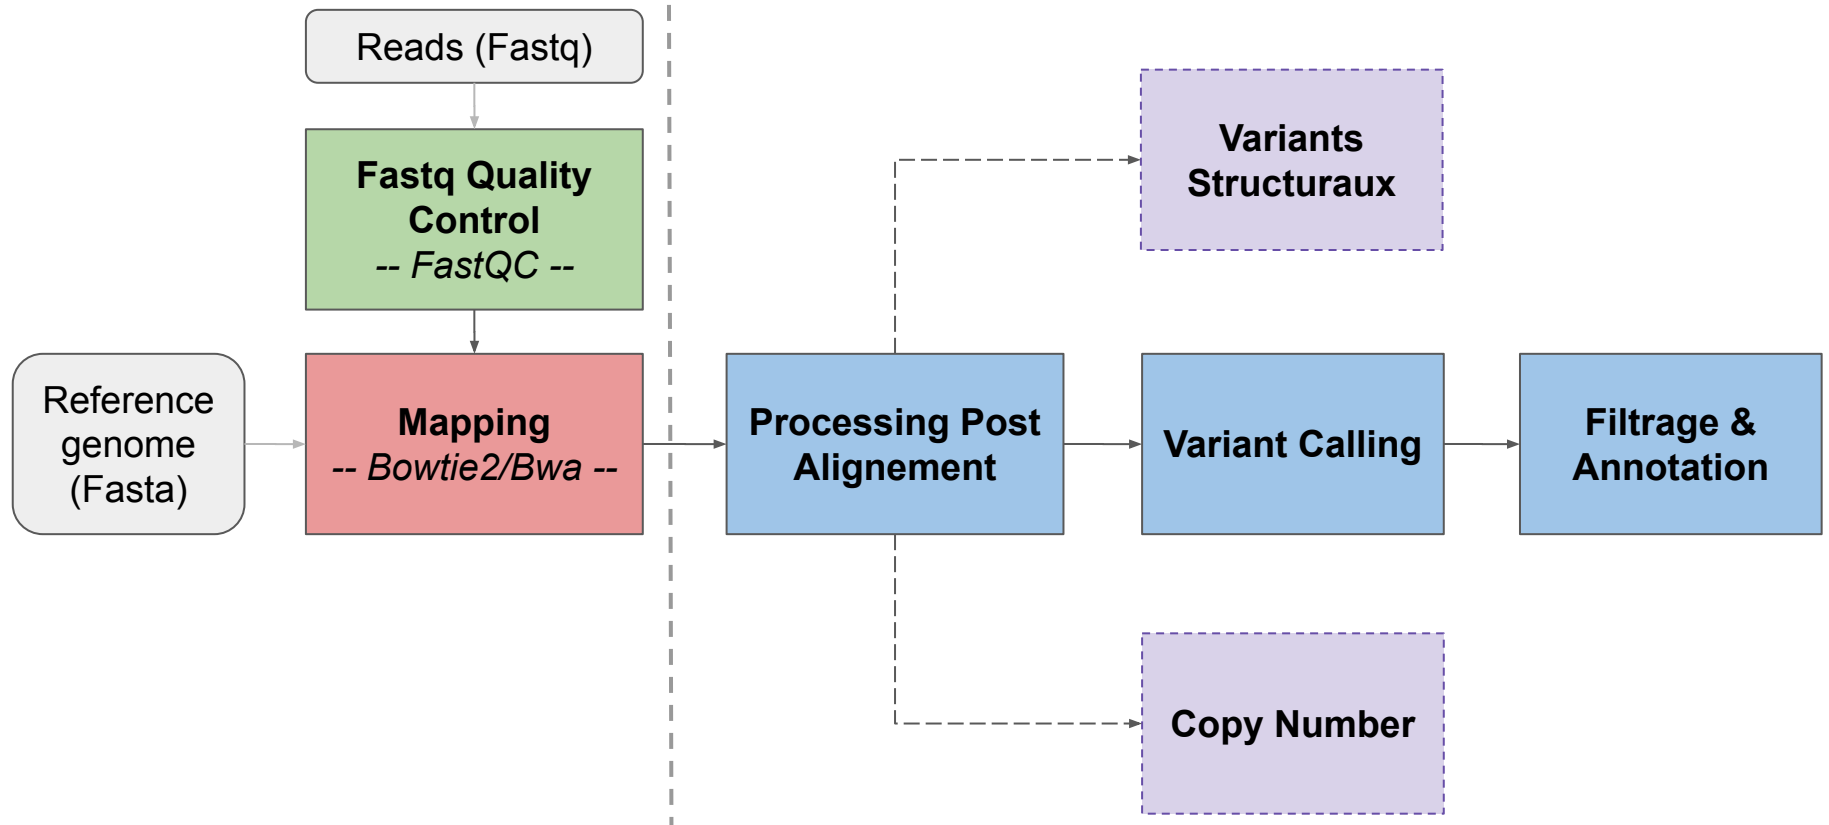 Reads (Fastq)
Fastq Quality
Control
-- FastQC --
Reference
genome
(Fasta)
Mapping
-- Bowtie2/Bwa --
Processing Post
Alignement
Variants
Structuraux
Variant Calling
Filtrage &
Annotation
Copy Number